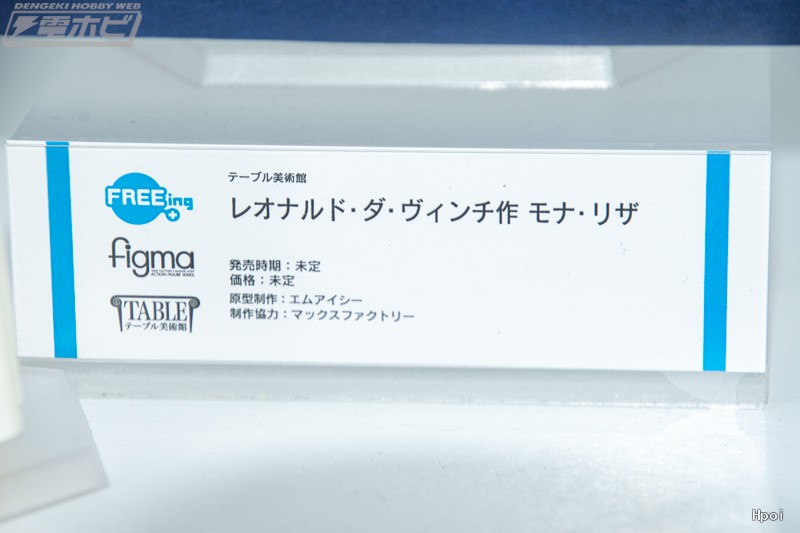 DENGEKI HOBBY WEB
電ホビ
FREEing
figma
TABLE
テーブル美術館
テーブル美術館
レオナルド・ダ・ヴィンチ作 モナ・リザ
発売時期：未定
価格：未定
原型制作：エムアイシー
制作協力：マックスファクトリー
Hpoi